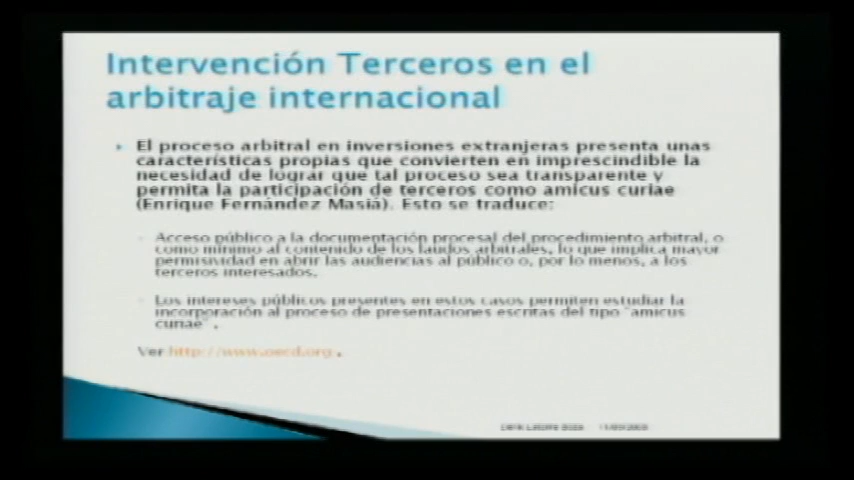 Intervención Terceros en el
arbitraje internacional
El proceso arbitral en inversiones extranjeras presenta unas
características propias que convierten en imprescindible la
necesidad de lograr que tal proceso sea transparente y
permita la participación de terceros como amicus curiae
(Enrique Fernández Masiá). Esto se traduce:
Acceso público a la documentación procesal del procedimiento arbitral, o
como mínimo al contenido de los laudos arbitrales, lo que implica mayor
permisividad en abrir las audiencias al público o, por lo menos, a los
terceros interesados.
Los intereses públicos presentes en estos casos permiten estudiar la
incorporación al proceso de presentaciones escritas del tipo "amicus
curiae" .
Ver http://www.oecd.org .